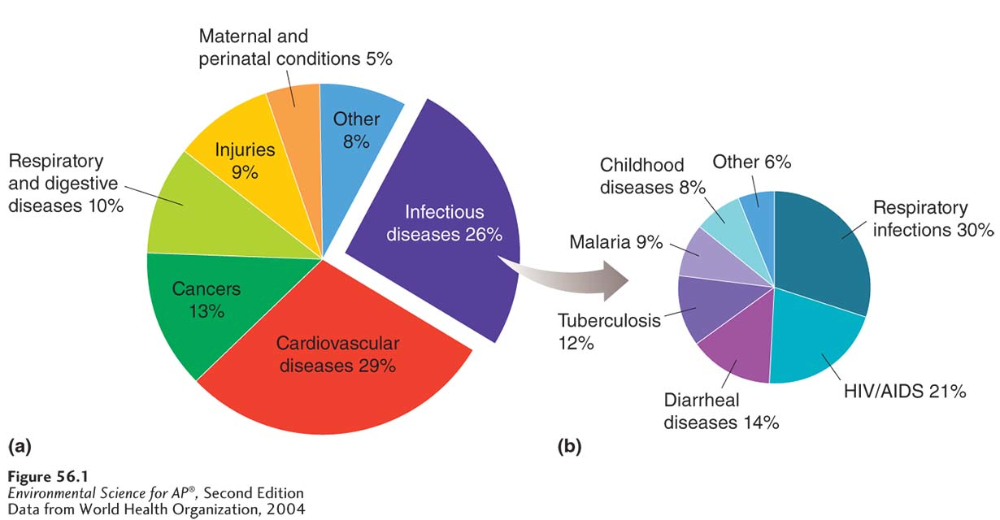 Maternal and
perinatal conditions 5%
Other
8%
Injuries
9%
Respiratory
and digestive
diseases 10%
Infectious
diseases 26%
Cancers
13%
Cardiovascular
diseases 29%
(a)
Childhood
diseases 8%
Other 6%
Respiratory
infections 30%
Malaria 9%
Tuberculosis
12%
HIV/AIDS 21%
Diarrheal
diseases 14%
(b)
Figure 56.1
Environmental Science for AP®, Second Edition
Data from World Health Organization, 2004